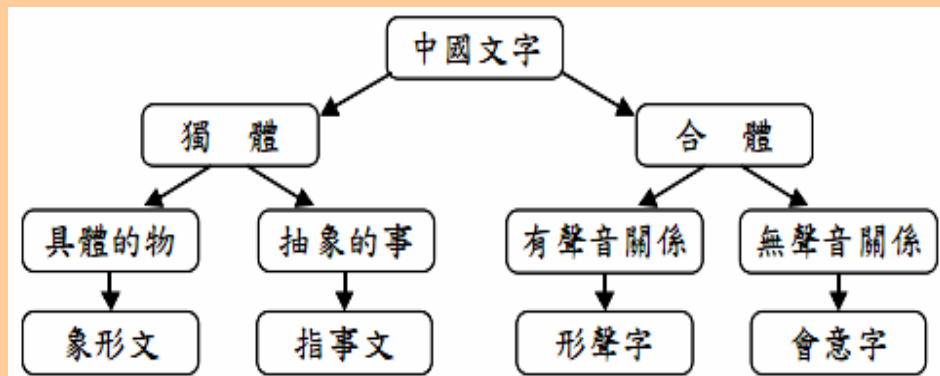 中國文字
獨 體
合 體
具體的物
抽象的事
有聲音關係
無聲音關係
象形文
指事文
形聲字
會意字